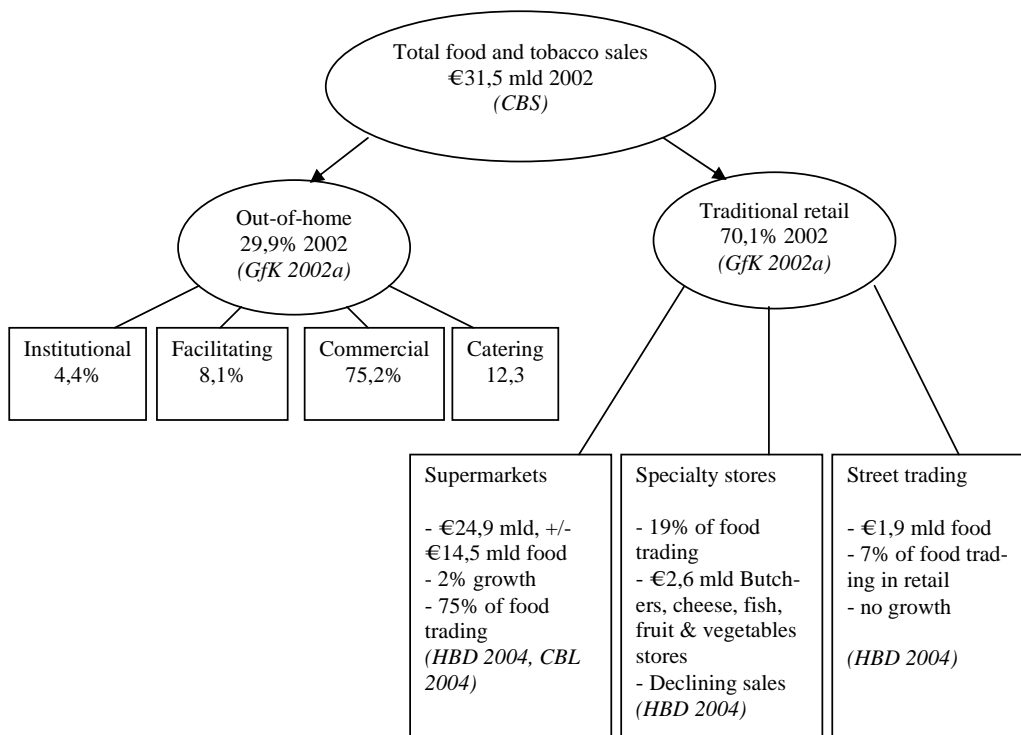 Total food and tobacco sales
€31,5 mld 2002
(CBS)
Out-of-home
29,9% 2002
(GfK 2002a)
Traditional retail
70,1% 2002
(GfK 2002a)
Institutional
4,4%
Facilitating
8,1%
Commercial
75,2%
Catering
12,3
Supermarkets
- €24,9 mld, +/-
€14,5 mld food
- 2% growth
- 75% of food
trading
(HBD 2004, CBL
2004)
Specialty stores
- 19% of food
trading
- €2,6 mld Butch-
ers, cheese, fish,
fruit & vegetables
stores
- Declining sales
(HBD 2004)
Street trading
- €1,9 mld food
- 7% of food trad-
ing in retail
- no growth
(HBD 2004)